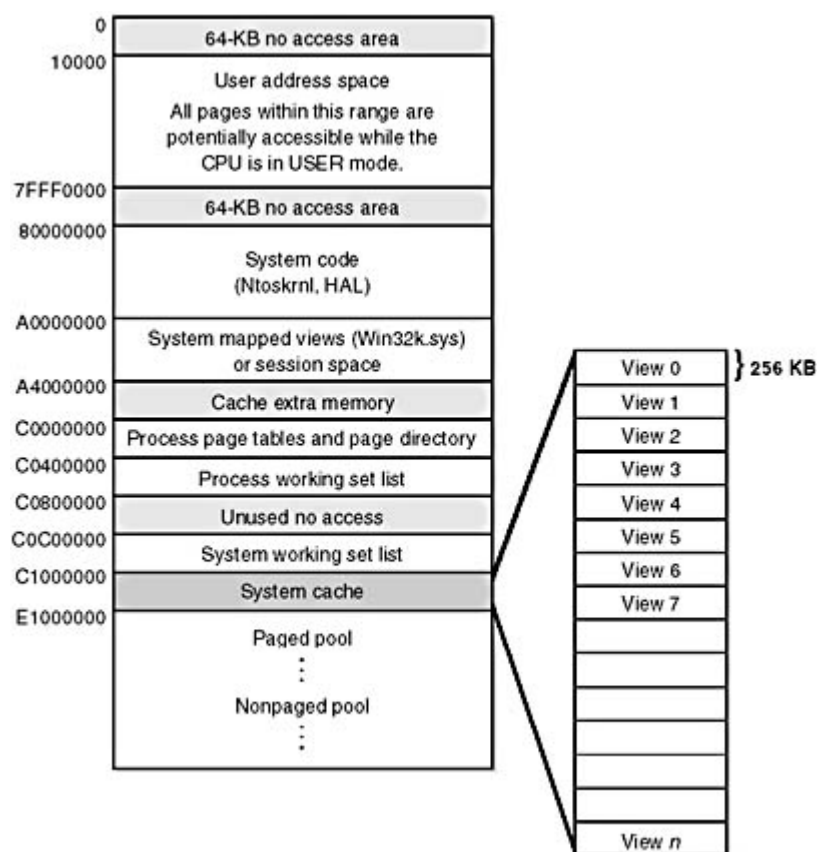 0
64-KB no access area
10000
User address space
All pages within this range are
potentially accessible while the
CPU is in USER mode.
7FFF0000
64-KB no access area
80000000
System code
(Ntoskrnl, HAL)
A0000000
System mapped views (Win32k.sys)
or session space
A4000000
Cache extra memory
C0000000
Process page tables and page directory
C0400000
Process working set list
C0800000
Unused no access
C0C00000
System working set list
C1000000
System cache
E1000000
Paged pool
Nonpaged pool
View 0
256 KB
View 1
View 2
View 3
View 4
View 5
View 6
View 7
View n